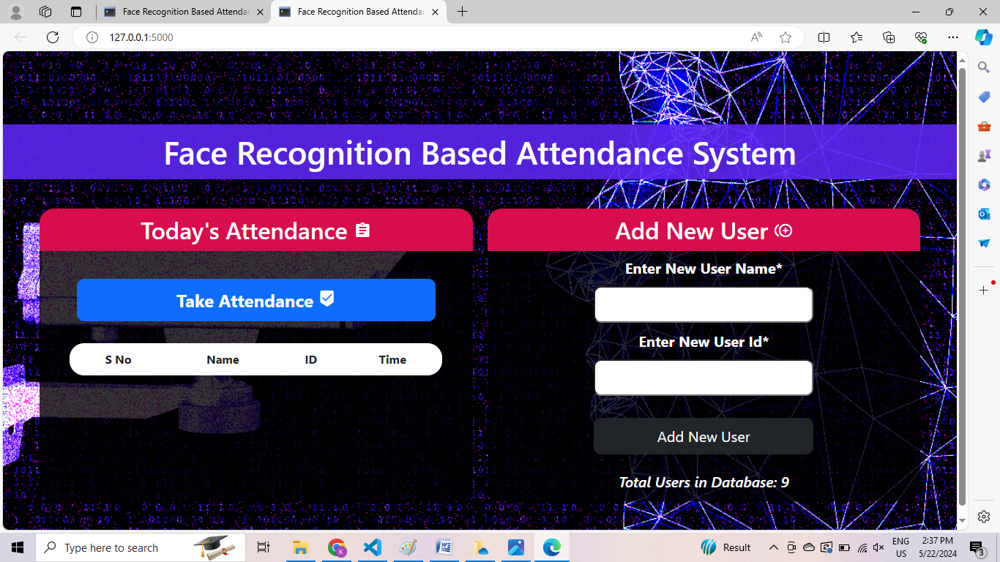 Face Recognition Based Attendan
Face Recognition Based Attendar
127.0.0.1:5000
Face Recognition Based Attendance System
Today's Attendance
Take Attendance
S No Name ID Time
Add New User
Enter New User Name*
Enter New User Id*
Add New User
Total Users in Database: 9
Type here to search
Result
ENG
US
2:37 PM
5/22/2024
3